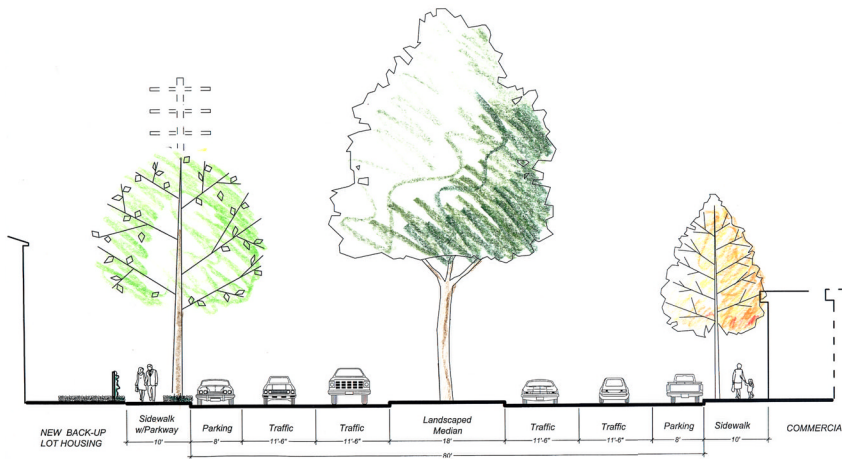 NEW BACK-UP
LOT HOUSING
Sidewalk
w/Parkway
10'
Parking
8'
Traffic
11'-6"
Traffic
11'-6"
Landscaped
Median
18'
Traffic
11'-6"
Traffic
11'-6"
Parking
8'
Sidewalk
10'
COMMERCIA
80'